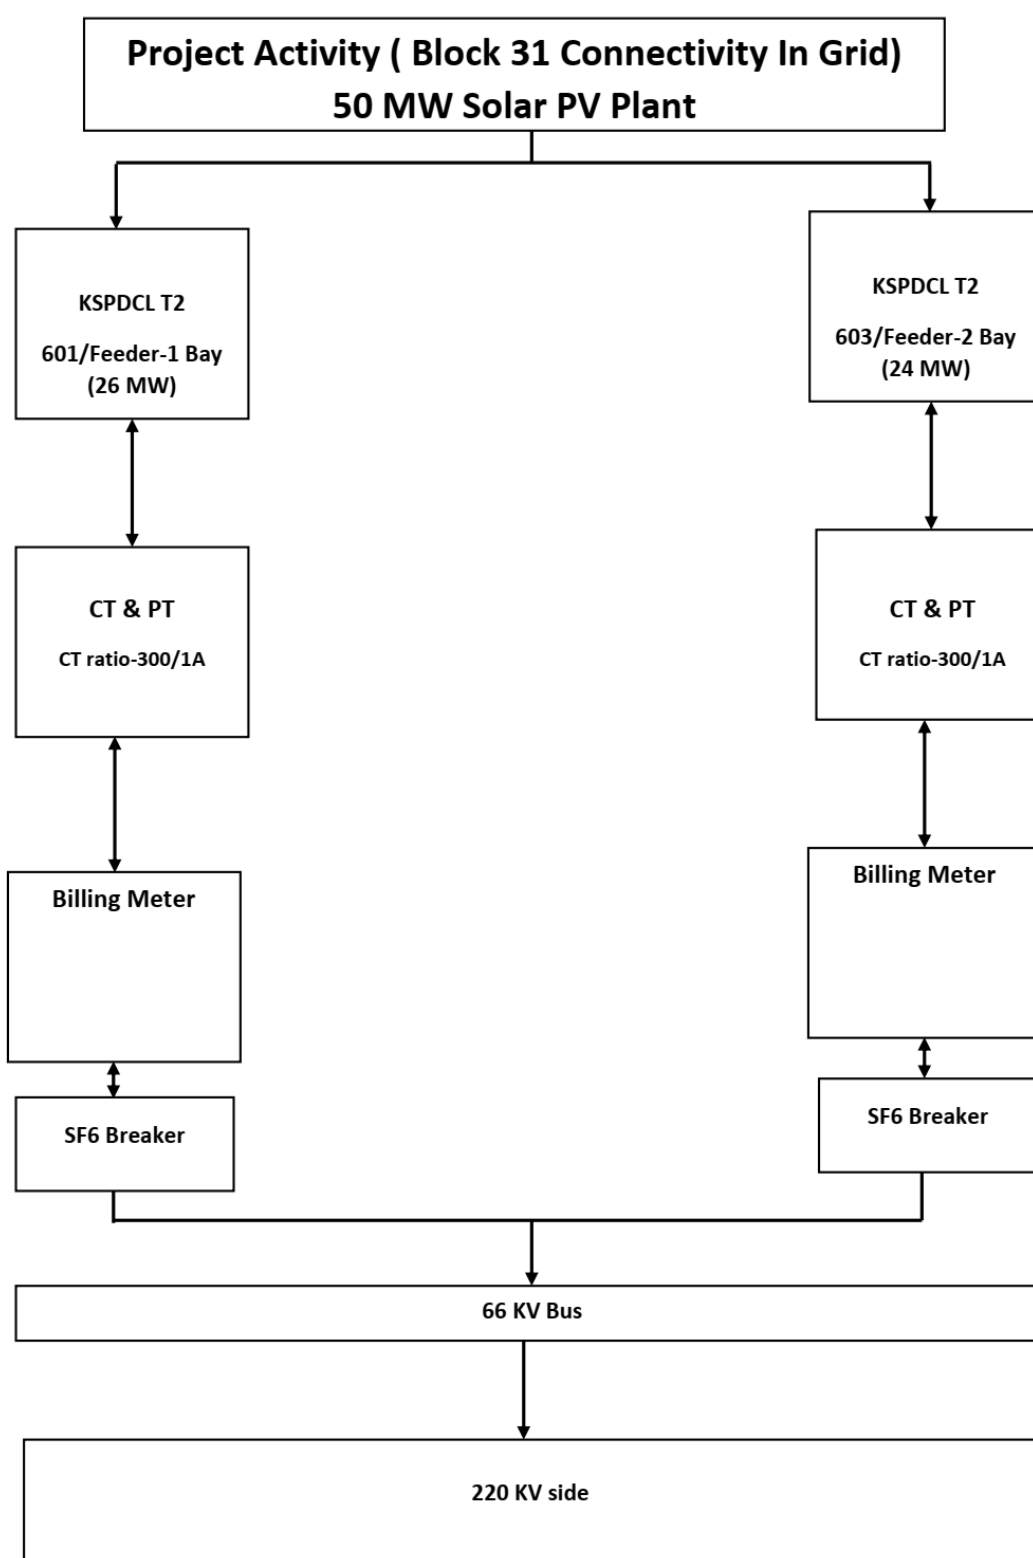 Project Activity ( Block 31 Connectivity In Grid)
50 MW Solar PV Plant
KSPDCL T2
601/Feeder-1 Bay
(26 MW)
KSPDCL T2
603/Feeder-2 Bay
(24 MW)
CT & PT
CT ratio-300/1A
CT & PT
CT ratio-300/1A
Billing Meter
Billing Meter
SF6 Breaker
SF6 Breaker
66 KV Bus
220 KV side